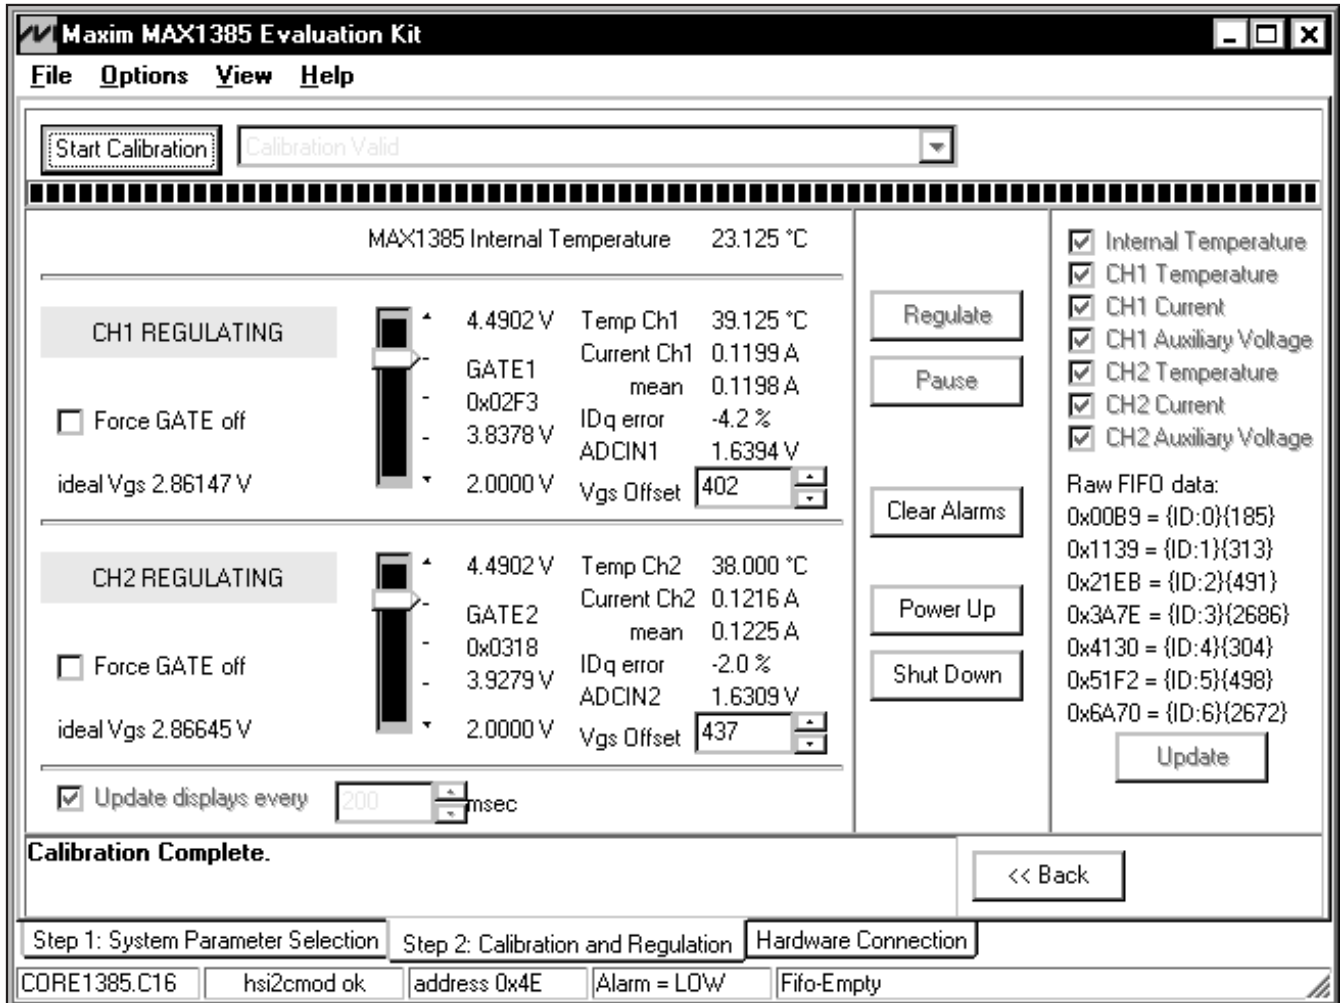 Maxim MAX1385 Evaluation Kit
File Options View Help
Start Calibration Calibration Valid
MAX1385 Internal Temperature 23.125 °C
CH1 REGULATING
Force GATE off
ideal Vgs 2.86147 V
4.4902 V
GATE1
0x02F3
3.8378 V
2.0000 V
Temp Ch1 39.125 °C
Current Ch1 0.1199 A
mean 0.1198 A
IDq error -4.2 %
ADCIN1 1.6394 V
Vgs Offset 402
CH2 REGULATING
Force GATE off
ideal Vgs 2.86645 V
4.4902 V
GATE2
0x0318
3.9279 V
2.0000 V
Temp Ch2 38.000 °C
Current Ch2 0.1216 A
mean 0.1225 A
IDq error -2.0 %
ADCIN2 1.6309 V
Vgs Offset 437
Update displays every 200 msec
Regulate
Pause
Clear Alarms
Power Up
Shut Down
Internal Temperature
CH1 Temperature
CH1 Current
CH1 Auxiliary Voltage
CH2 Temperature
CH2 Current
CH2 Auxiliary Voltage
Raw FIFO data:
0x00B9 = {ID:0}{185}
0x1139 = {ID:1}{313}
0x21EB = {ID:2}{491}
0x3A7E = {ID:3}{2686}
0x4130 = {ID:4}{304}
0x51F2 = {ID:5}{498}
0x6A70 = {ID:6}{2672}
Update
Calibration Complete.
<< Back
Step 1: System Parameter Selection Step 2: Calibration and Regulation Hardware Connection
CORE1385.C16 hsi2cmod ok address 0x4E Alarm = LOW Fifo-Empty